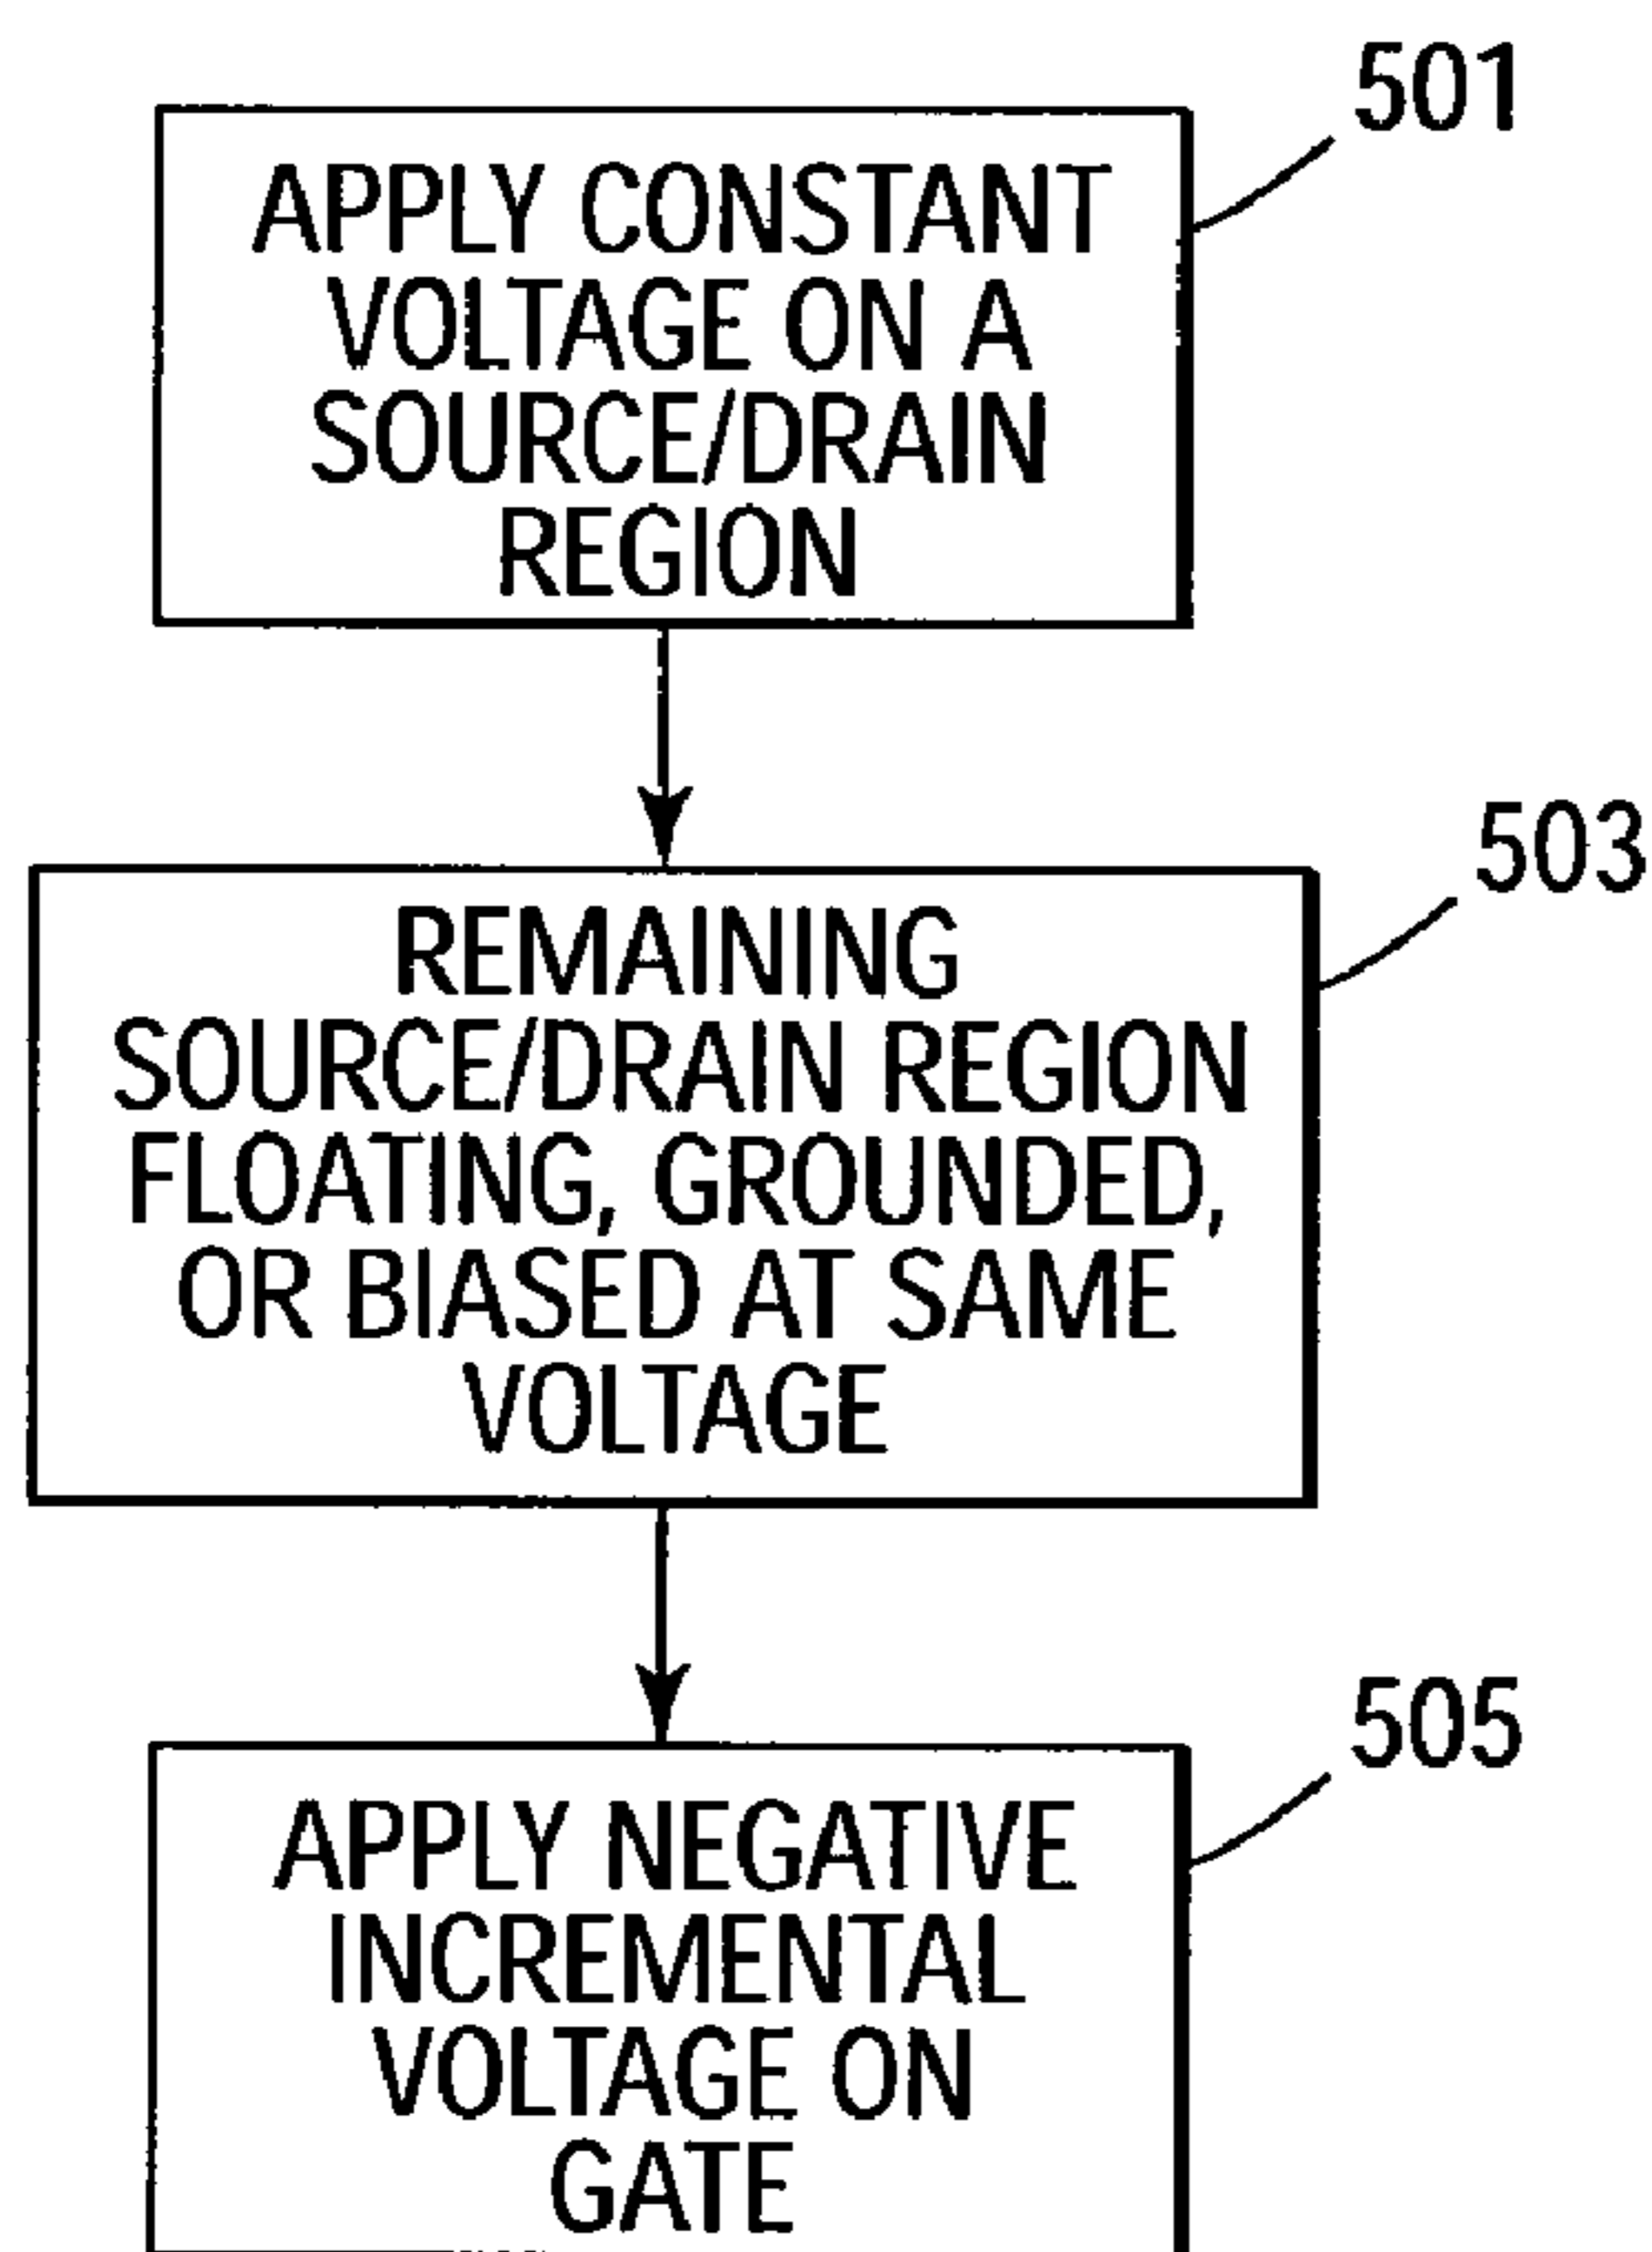 501
APPLY CONSTANT
VOLTAGE ON A
SOURCE/DRAIN
REGION
503
REMAINING
SOURCE/DRAIN REGION
FLOATING, GROUNDED,
OR BIASED AT SAME
VOLTAGE
505
APPLY NEGATIVE
INCREMENTAL
VOLTAGE ON
GATE